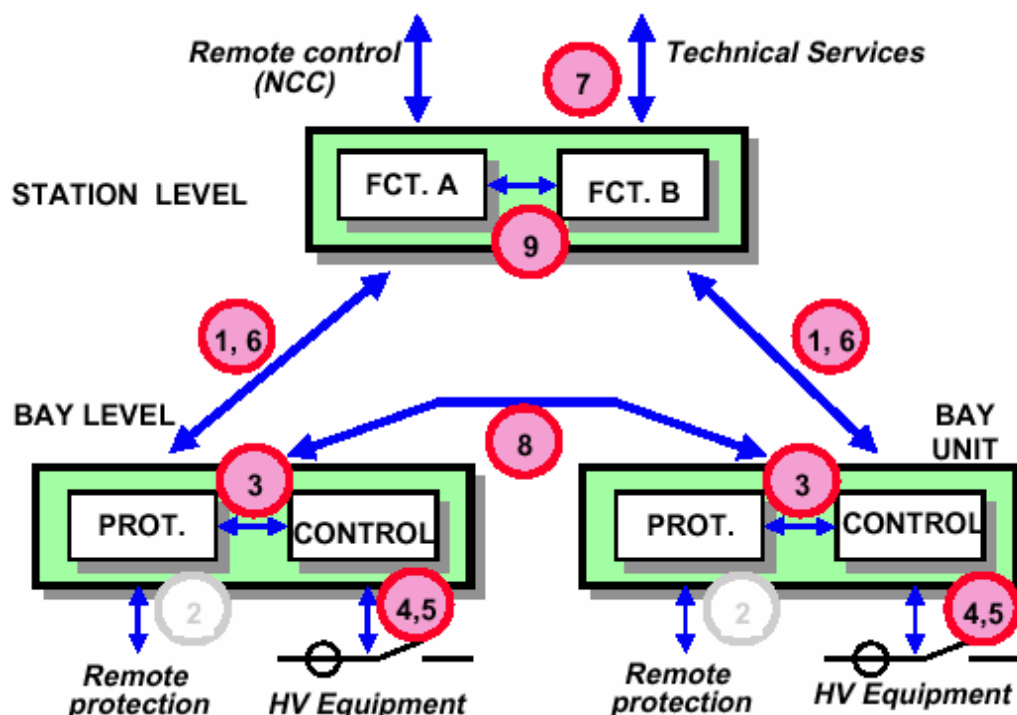 Remote control
(NCC)
7
Technical Services
STATION LEVEL
FCT. A
FCT. B
9
1, 6
1, 6
BAY LEVEL
8
BAY
UNIT
3
3
PROT.
CONTROL
PROT.
CONTROL
2
4,5
2
4,5
Remote
protection
HV Equipment
Remote
protection
HV Equipment